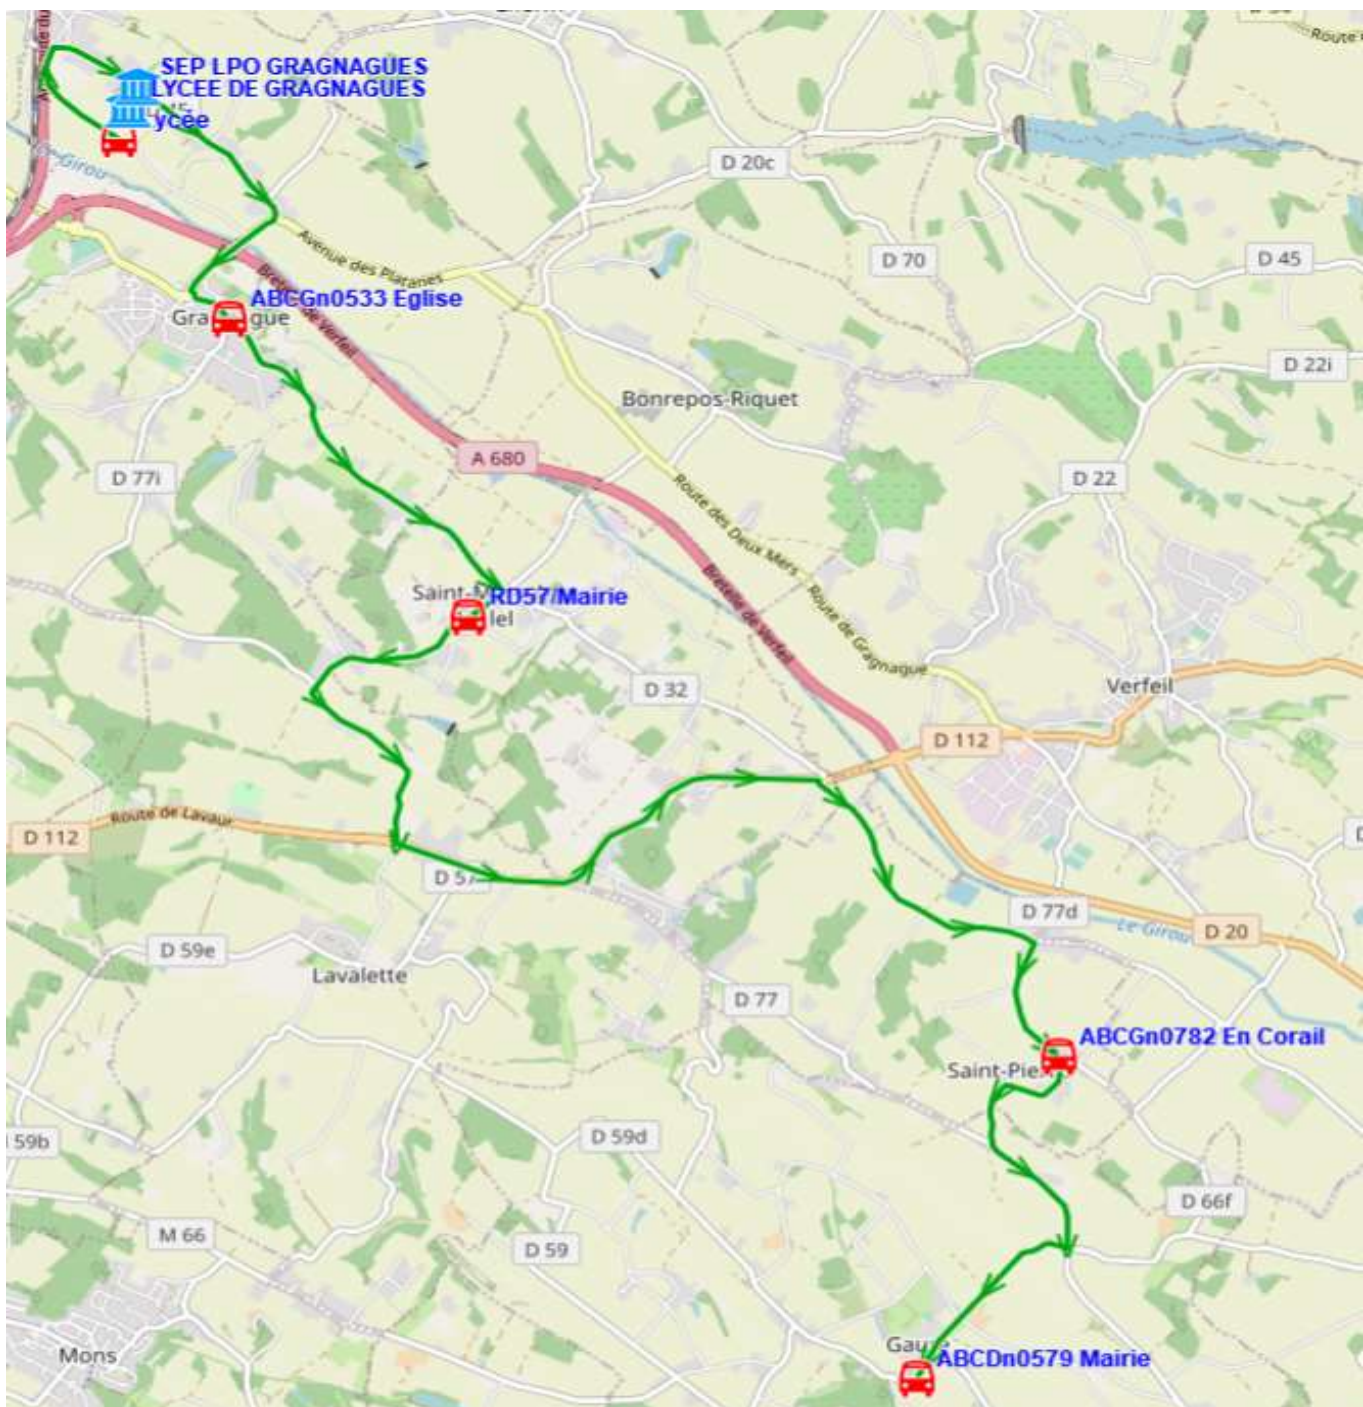 D 20c
SEP LPO GRAGNAGUES
LYCEE DE GRAGNAGUES
ycée
Le Girou
D 70
D 45
Avenue des Platanes
Bretelle de Verfeil
ABCGn0533 Eglise
Gra gue
D 22i
Bonrepos-Riquet
A 680
D 77i
D 22
Route des Deux Mers
Route de Gragnague
Bretelle de Verfeil
Saint-M
RD57/Mairie
lel
D 32
Verfeil
D 112
Route de Lavaur
D 112
D 57
D 77d
Le Girou
D 20
D 59e
Lavalette
D 77
ABCGn0782 En Corail
Saint-Pie
59b
D 59d
D 66f
M 66
D 59
Mons
Gau
ABCDn0579 Mairie